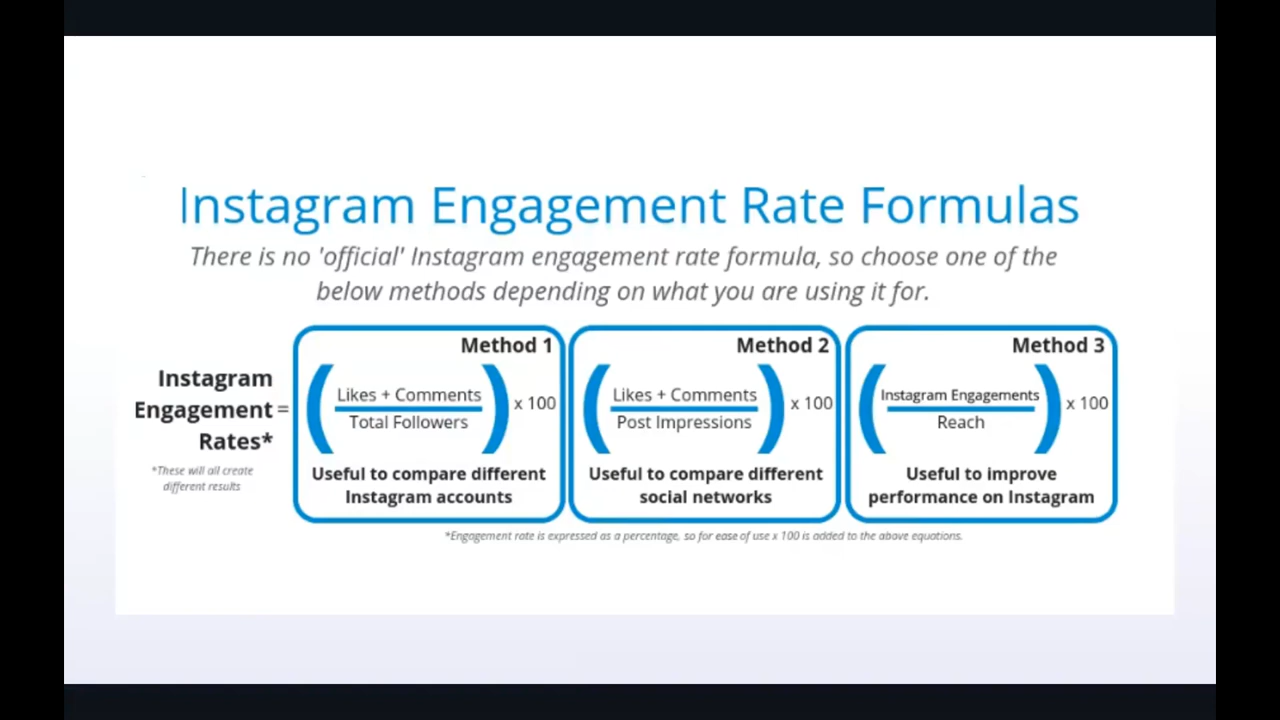 Instagram Engagement Rate Formulas
There is no 'official' Instagram engagement rate formula, so choose one of the
below methods depending on what you are using it for.
Instagram
Engagement =
Rates*
*These will all create
different results
Method 1
Likes + Comments
Total Followers
x 100
Useful to compare different
Instagram accounts
Method 2
Likes + Comments
Post Impressions
x 100
Useful to compare different
social networks
Method 3
Instagram Engagements
Reach
x 100
Useful to improve
performance on Instagram
*Engagement rate is expressed as a percentage, so for ease of use x 100 is added to the above equations.